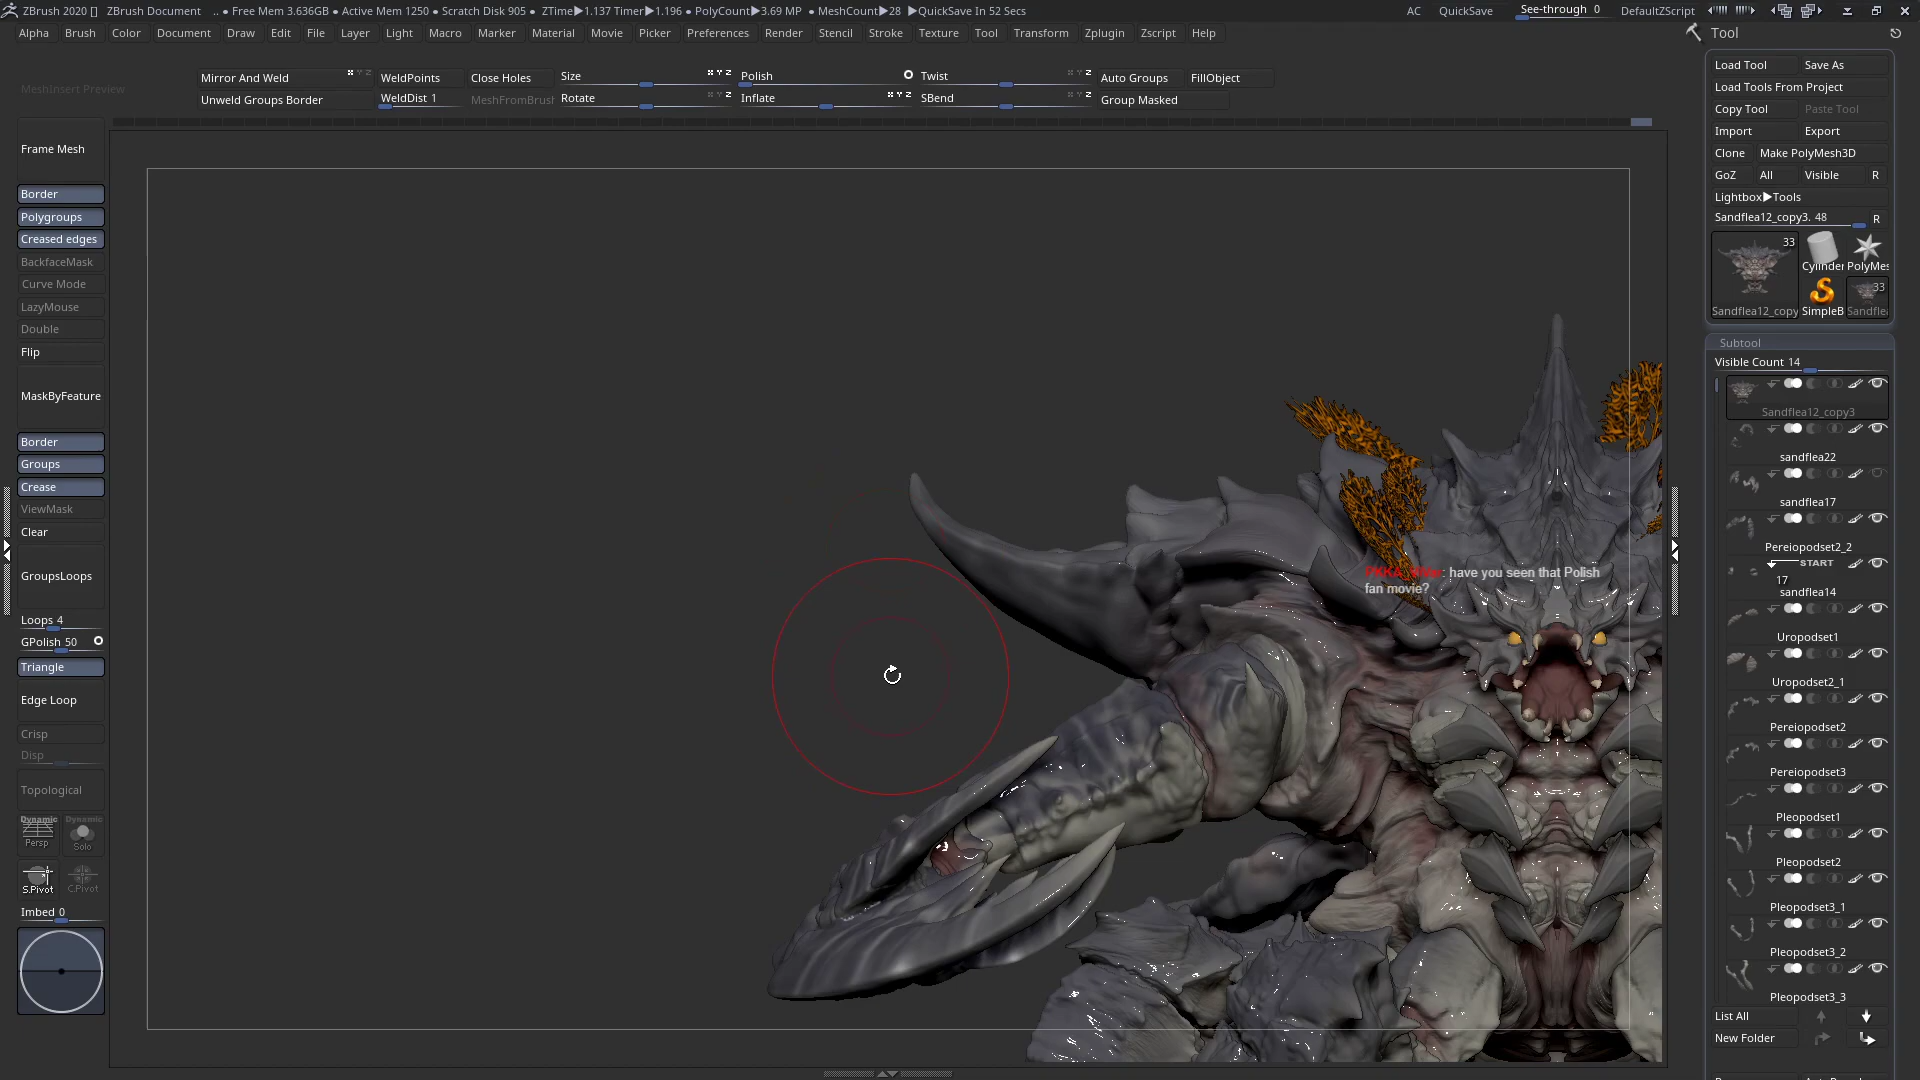 ZBrush 2020 [] ZBrush Document .. • Free Mem 3.636GB • Active Mem 1250 • Scratch Disk 905 • ZTime▶1.137 Timer▶1.196 • PolyCount▶3.69 MP • MeshCount▶28 ▶QuickSave In 52 Secs AC QuickSave See-through 0 DefaultZScript
Alpha Brush Color Document Draw Edit File Layer Light Macro Marker Material Movie Picker Preferences Render Stencil Stroke Texture Tool Transform Zplugin Zscript Help
Tool
MeshInsert Preview
Mirror And Weld
WeldPoints
Close Holes
Size
Polish
Twist
Auto Groups
FillObject
Unweld Groups Border
WeldDist 1
MeshFromBrush
Rotate
Inflate
SBend
Group Masked
Frame Mesh
Border
Polygroups
Creased edges
BackfaceMask
Curve Mode
LazyMouse
Double
Flip
MaskByFeature
Border
Groups
Crease
ViewMask
Clear
GroupsLoops
Loops 4
GPolish 50
Triangle
Edge Loop
Crisp
Disp
Topological
Dynamic
Persp
Dynamic
Solo
S.Pivot
C.Pivot
Imbed 0
: have you seen that Polish
fan movie?
Load Tool
Save As
Load Tools From Project
Copy Tool
Paste Tool
Import
Export
Clone
Make PolyMesh3D
GoZ
All
Visible
R
Lightbox▶Tools
Sandflea12_copy3. 48
R
33
Cylinder
PolyMes
33
Sandflea12_copy
SimpleB
Sandfle
Subtool
Visible Count 14
Sandflea12_copy3
sandflea22
sandflea17
Pereiopodset2_2
START
17
sandflea14
Uropodset1
Uropodset2_1
Pereiopodset2
Pereiopodset3
Pleopodset1
Pleopodset2
Pleopodset3_1
Pleopodset3_2
Pleopodset3_3
List All
New Folder